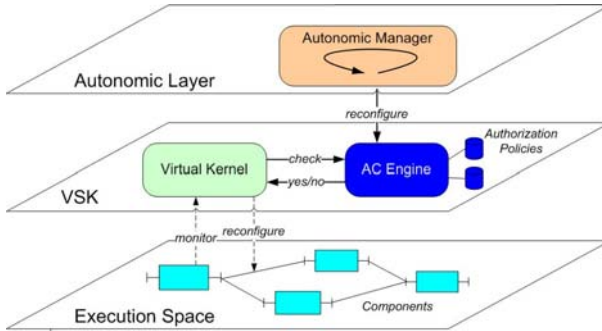 Autonomic Manager
Autonomic Layer
reconfigure
Authorization
Policies
Virtual Kernel
check
yes/no
AC Engine
VSK
monitor
reconfigure
Components
Execution Space